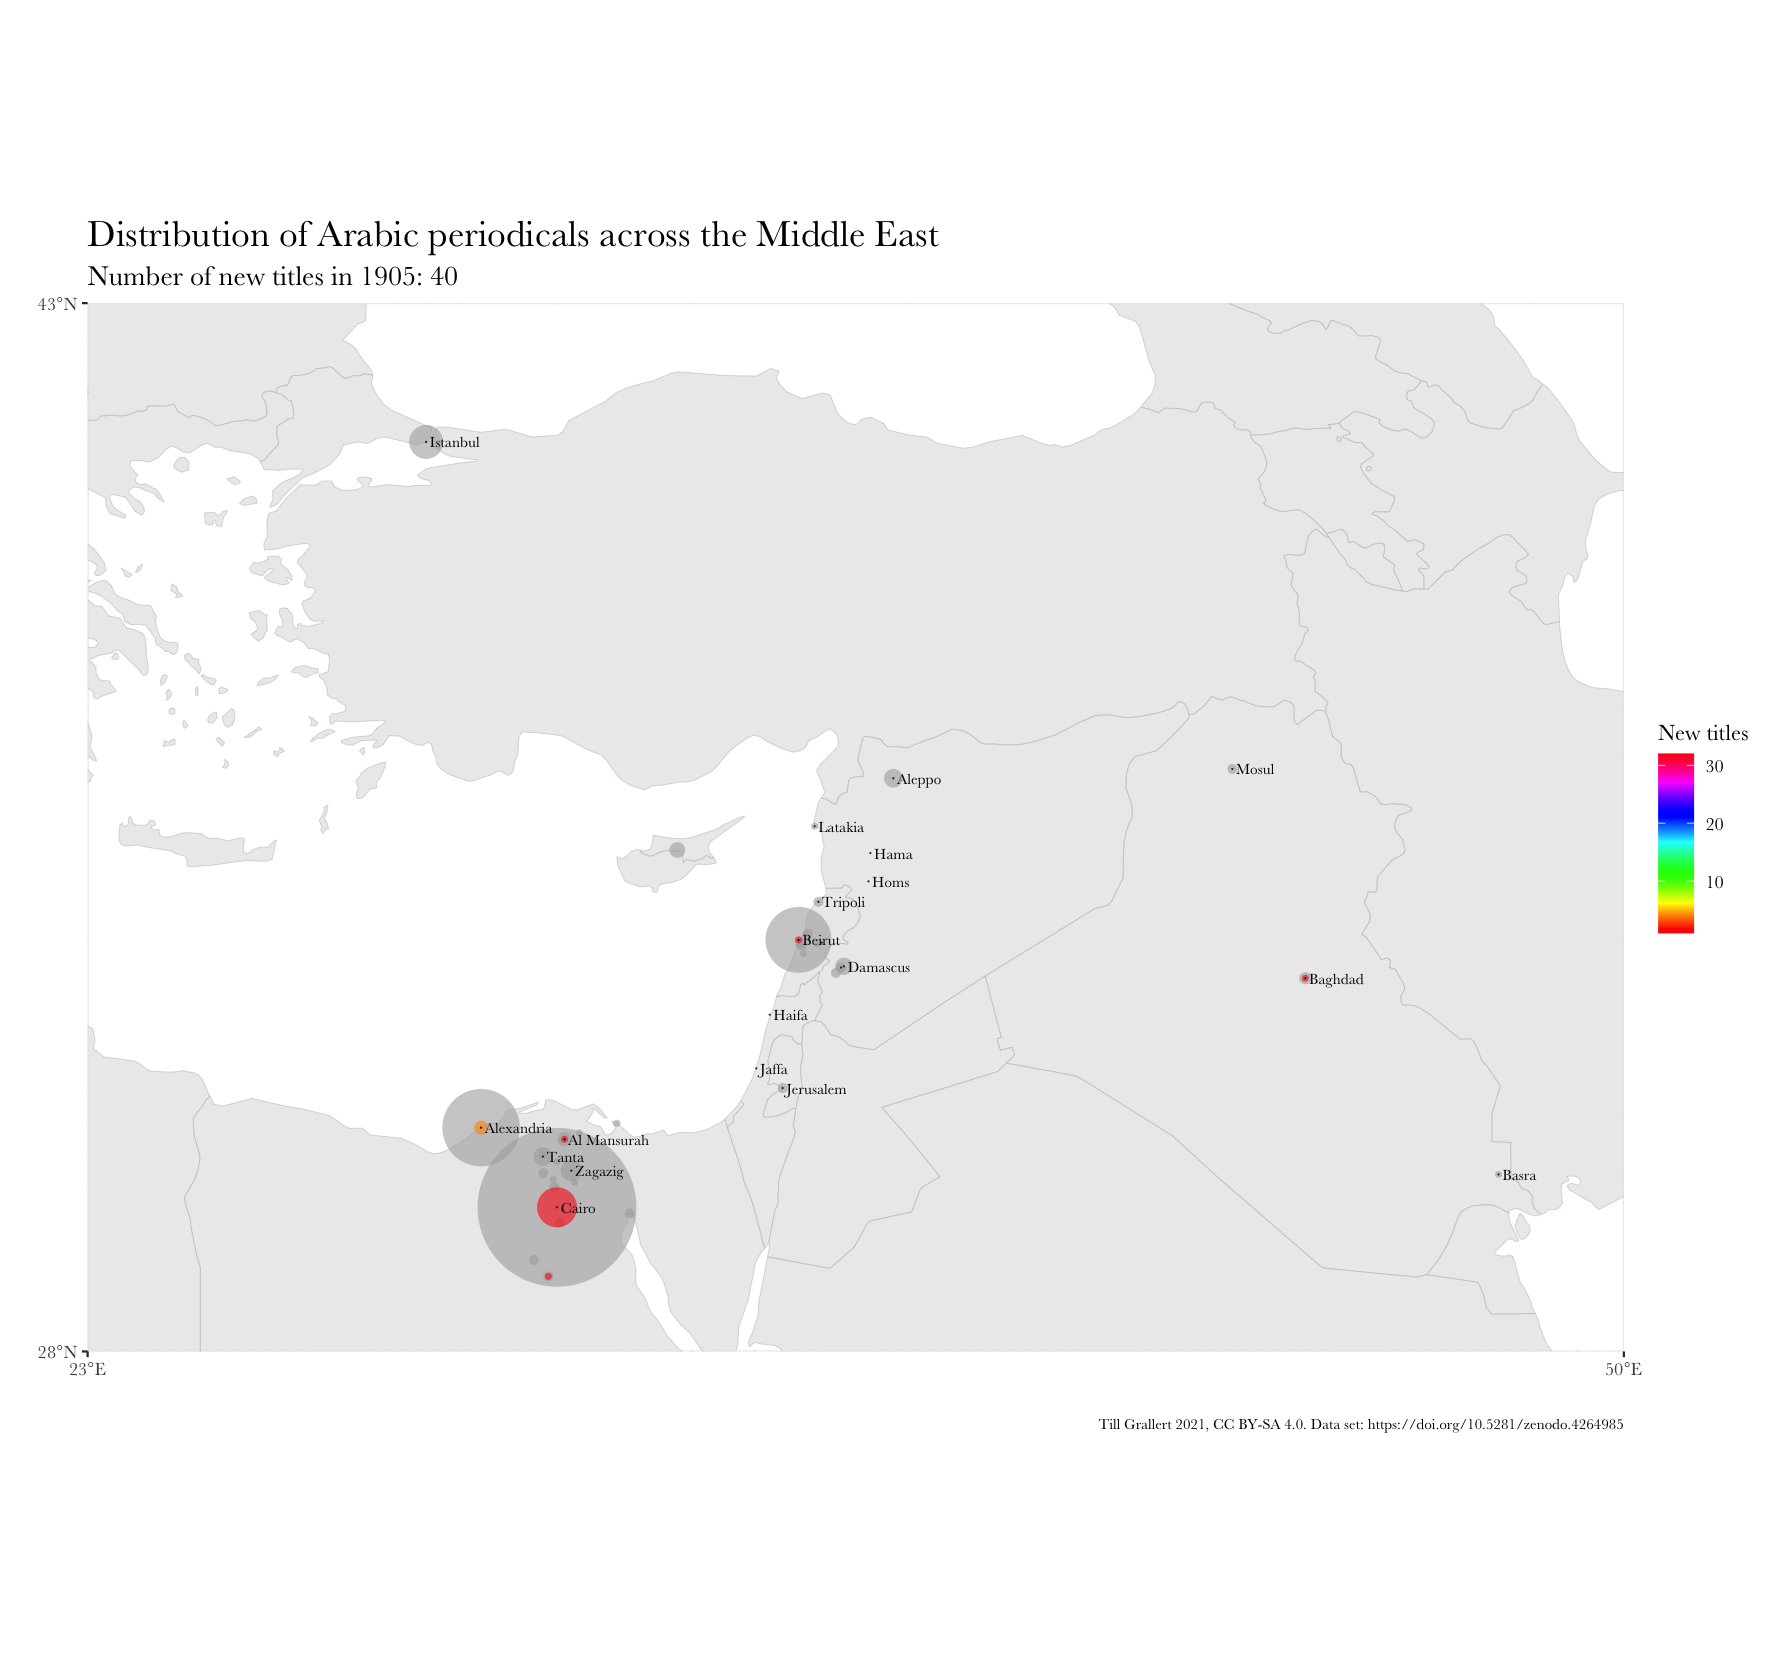 Distribution of Arabic periodicals across the Middle East
Number of new titles in 1905: 40
43°N
Istanbul
New titles
30
20
10
Mosul
Aleppo
Latakia
Hama
Homs
Tripoli
Beirut
Damascus
Baghdad
Haifa
Jaffa
Jerusalem
Alexandria
Al Mansurah
Tanta
Zagazig
Basra
Cairo
28°N
23°E
50°E
Till Grallert 2021, CC BY-SA 4.0. Data set: https://doi.org/10.5281/zenodo.4264985